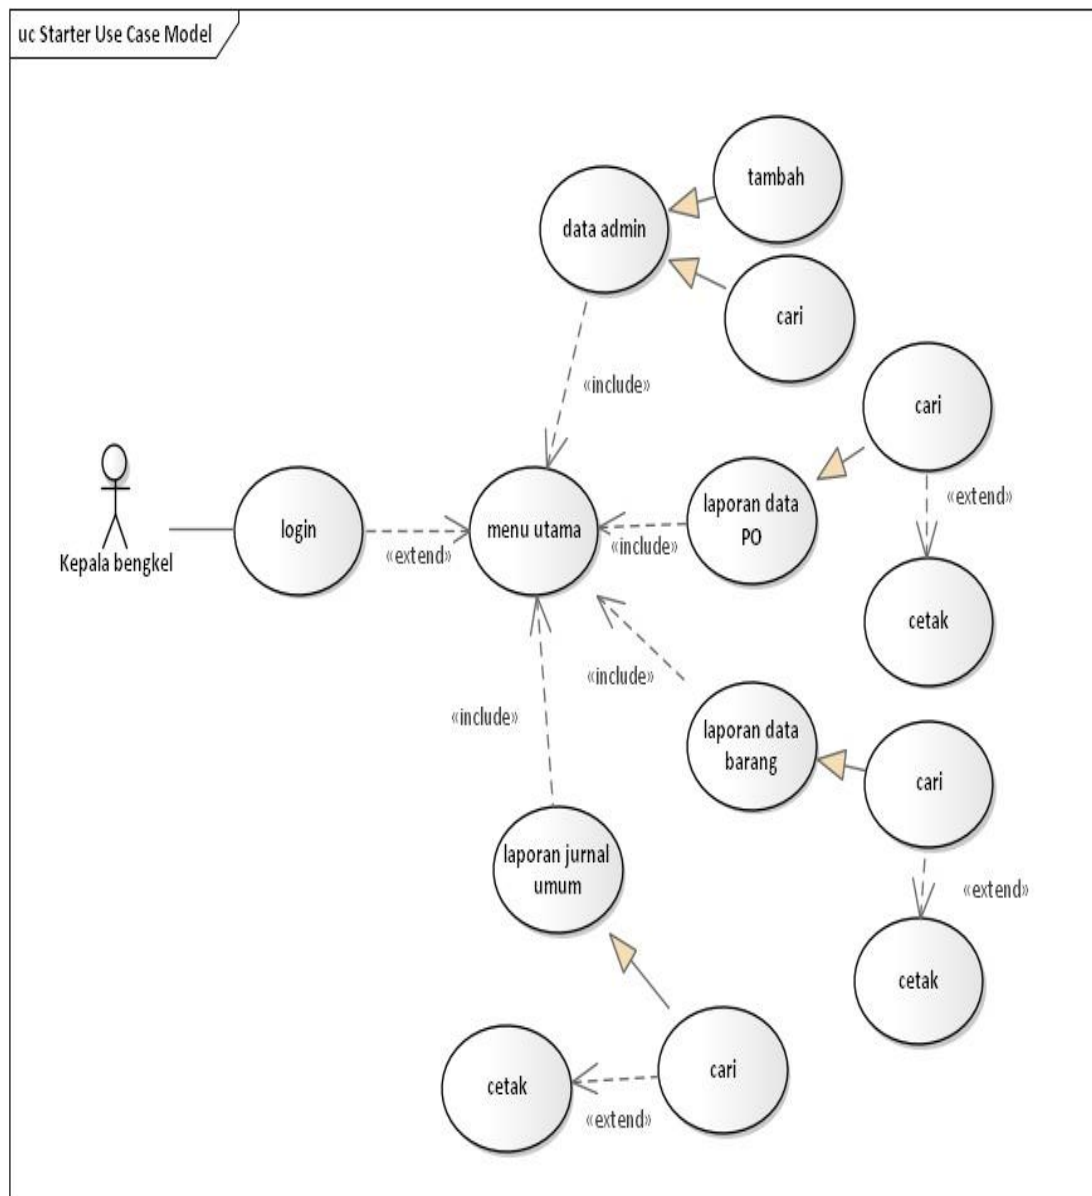 uc Starter Use Case Model
tambah
data admin
cari
«include»
cari
laporan data
PO
«extend»
login
menu utama
«include»
«extend»
Kepala bengkel
cetak
«include»
«include»
laporan data
barang
cari
laporan jurnal
umum
«extend»
cetak
cari
cetak
«extend»